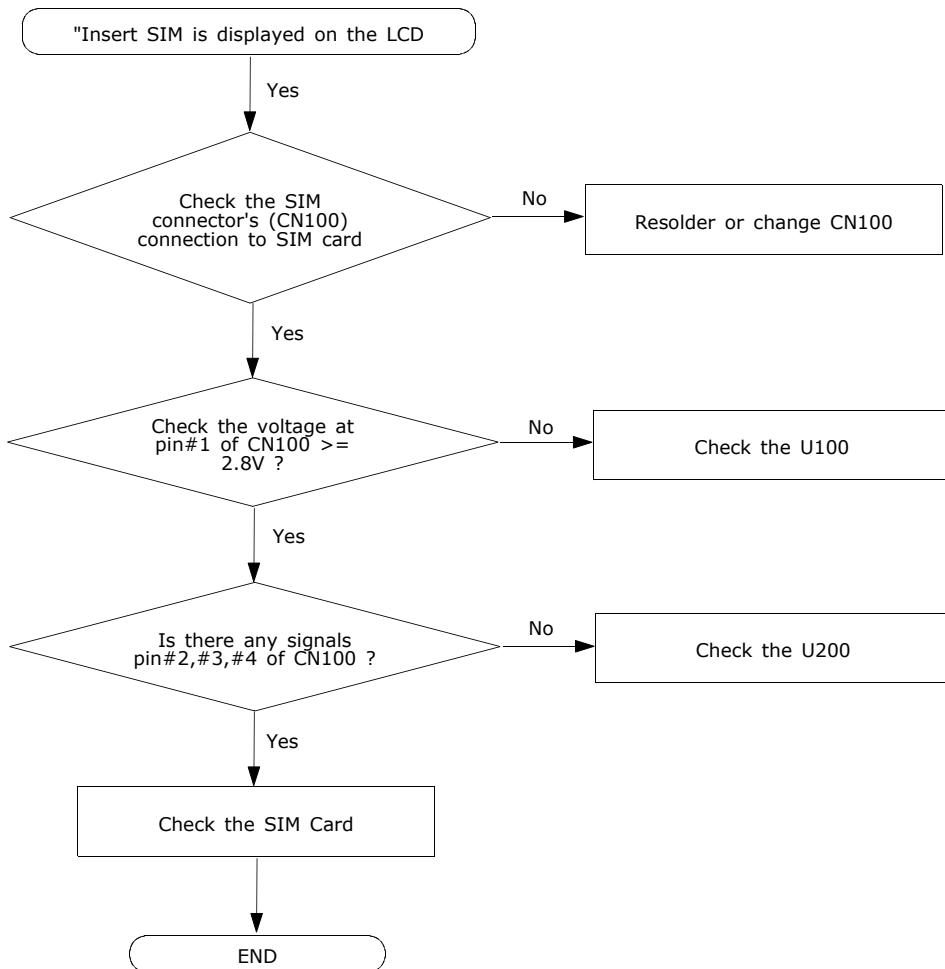 "Insert SIM is displayed on the LCD
Yes
Check the SIM
connector's (CN100)
connection to SIM card
No
Resolder or change CN100
Yes
Check the voltage at
pin#1 of CN100 >=
2.8V ?
No
Check the U100
Yes
Is there any signals
pin#2,#3,#4 of CN100 ?
No
Check the U200
Yes
Check the SIM Card
END